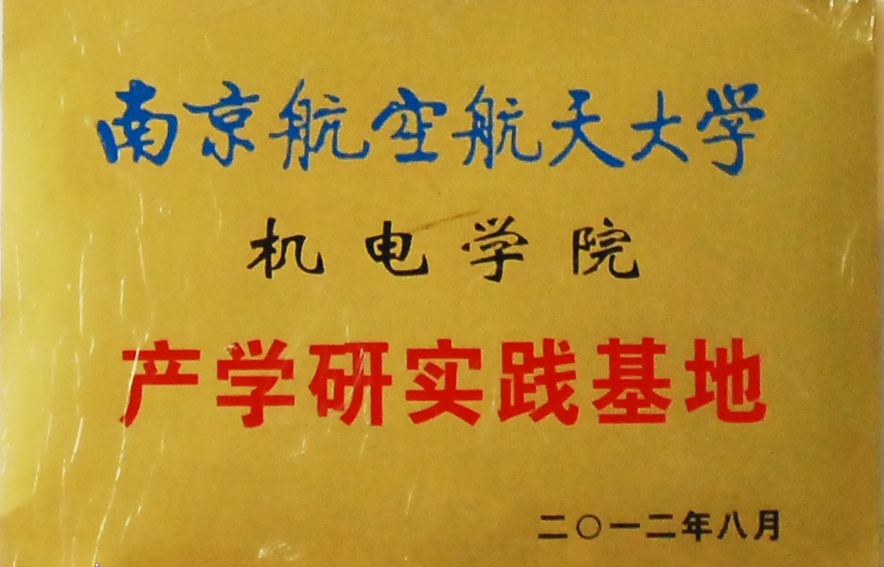 南京航空航天大学
机电学院
产学研实践基地
二〇一二年八月